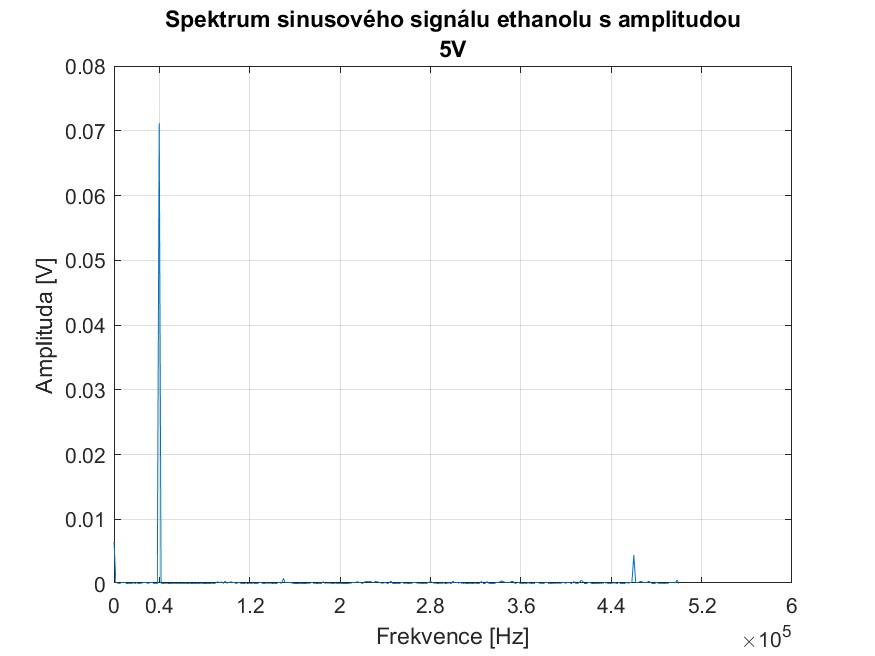 Spektrum sinusového signálu ethanolu s amplitudou
5V
0.08
0.07
0.06
0.05
0.04
0.03
0.02
0.01
0
Amplituda [V]
0 0.4 1.2 2 2.8 3.6 4.4 5.2 6
Frekvence [Hz]
×10⁵